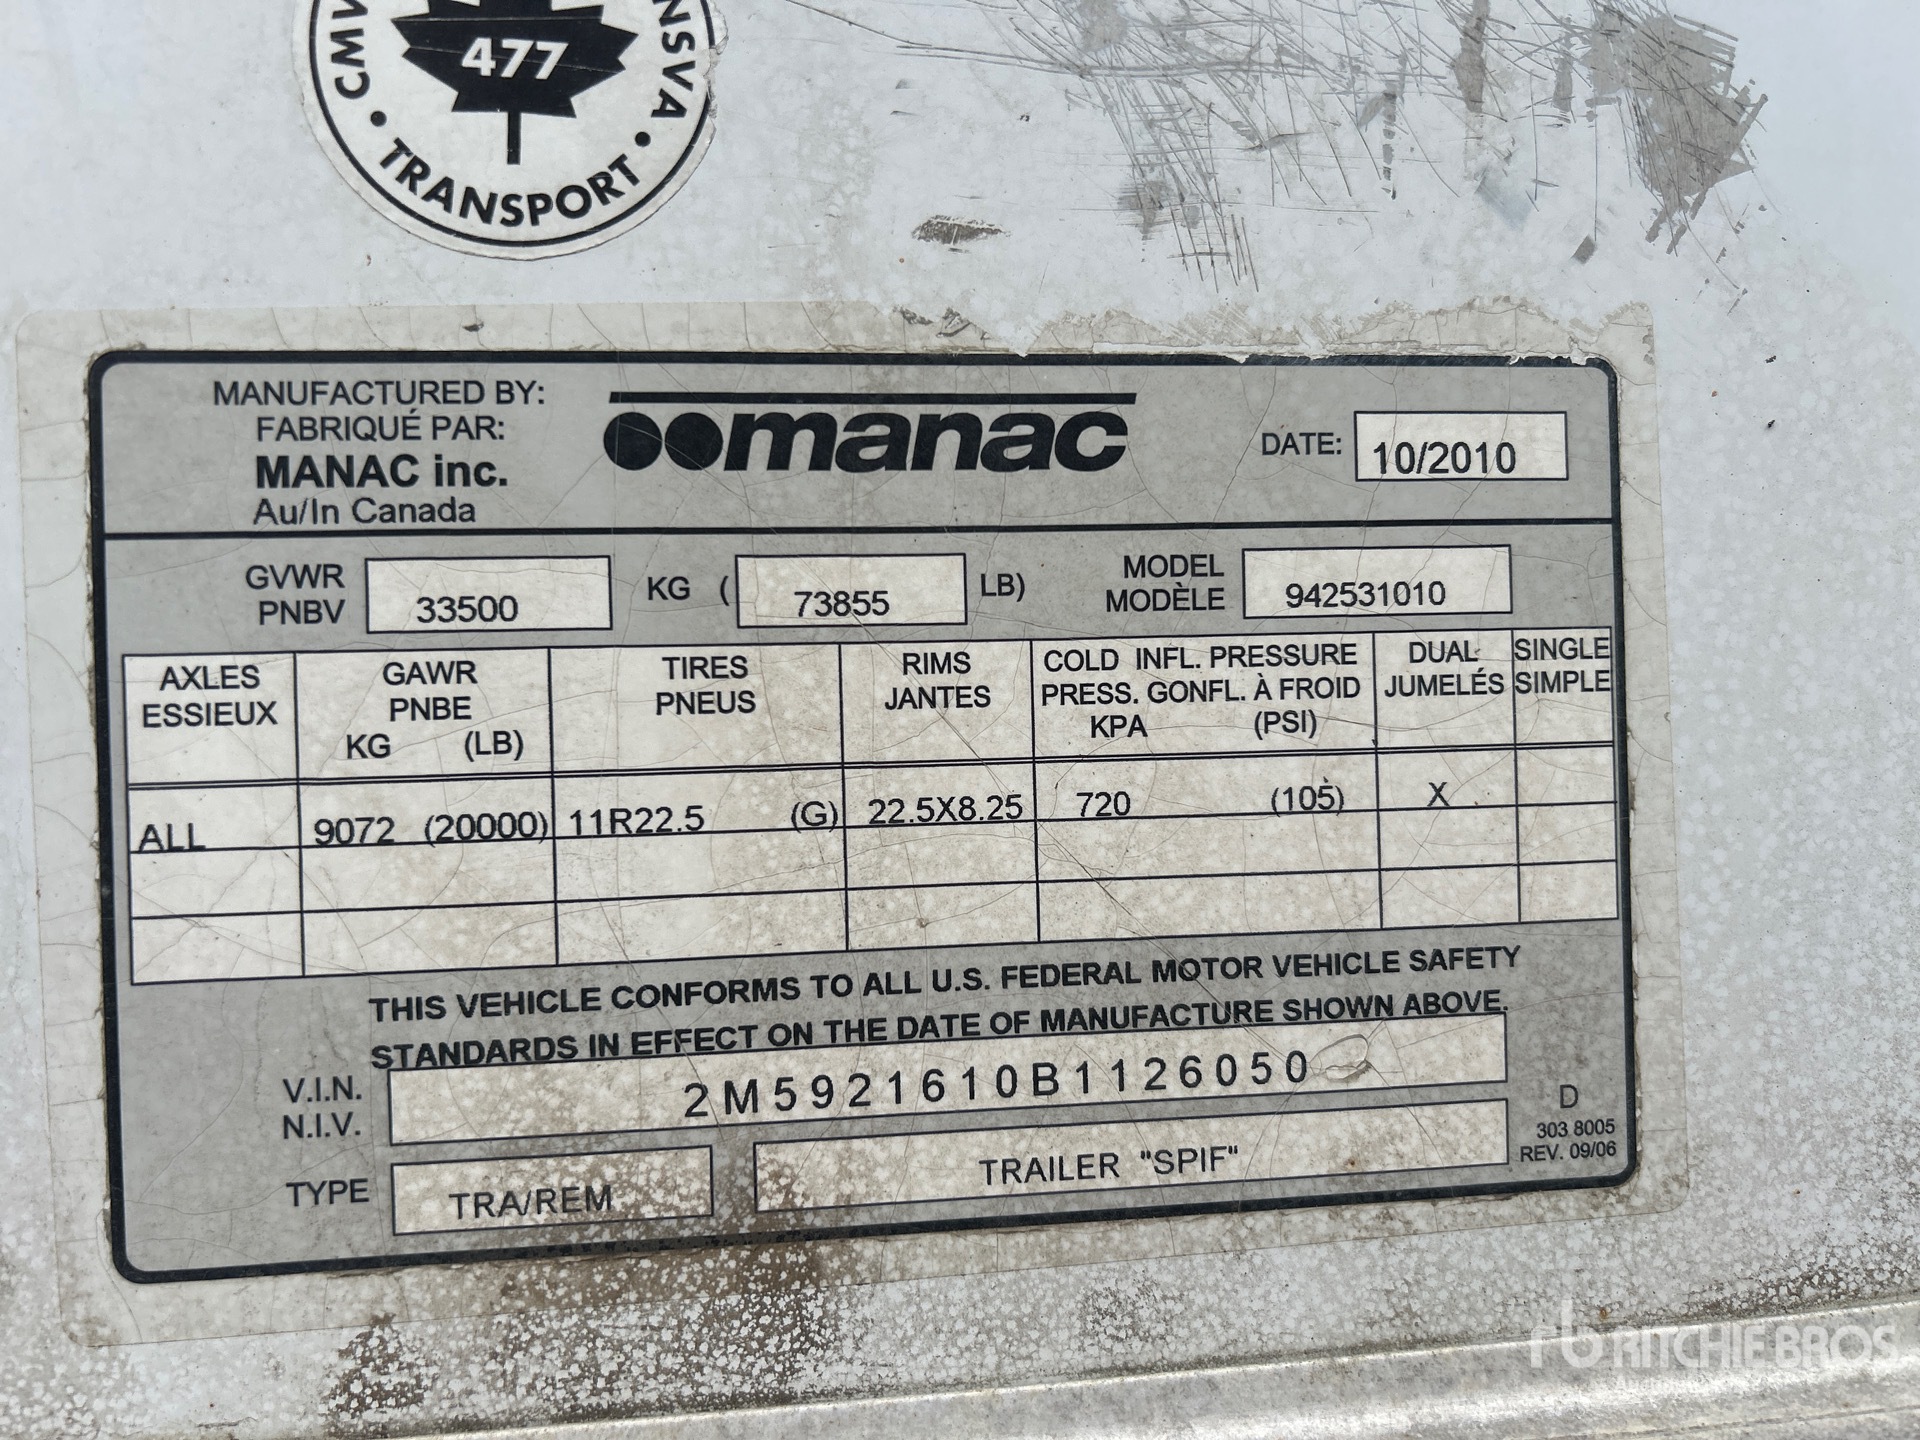 CMV
NSVA
477
• TRANSPORT •
MANUFACTURED BY:
FABRIQUÉ PAR:
MANAC inc.
Au/In Canada
manac
DATE: 10/2010
GVWR
PNBV
33500 KG ( 73855 LB)
MODEL
MODÈLE
942531010
AXLES
ESSIEUX
GAWR
PNBE
KG (LB)
TIRES
PNEUS
RIMS
JANTES
COLD INFL. PRESSURE
PRESS. GONFL. À FROID
KPA (PSI)
DUAL
JUMELÉS
SINGLE
SIMPLE
ALL 9072 (20000) 11R22.5 (G) 22.5X8.25 720 (105) X
THIS VEHICLE CONFORMS TO ALL U.S. FEDERAL MOTOR VEHICLE SAFETY
STANDARDS IN EFFECT ON THE DATE OF MANUFACTURE SHOWN ABOVE.
V.I.N.
N.I.V.
2M5921610B1126050
TYPE TRA/REM TRAILER "SPIF"
D
303 8005
REV. 09/06
rb RITCHIE BROS